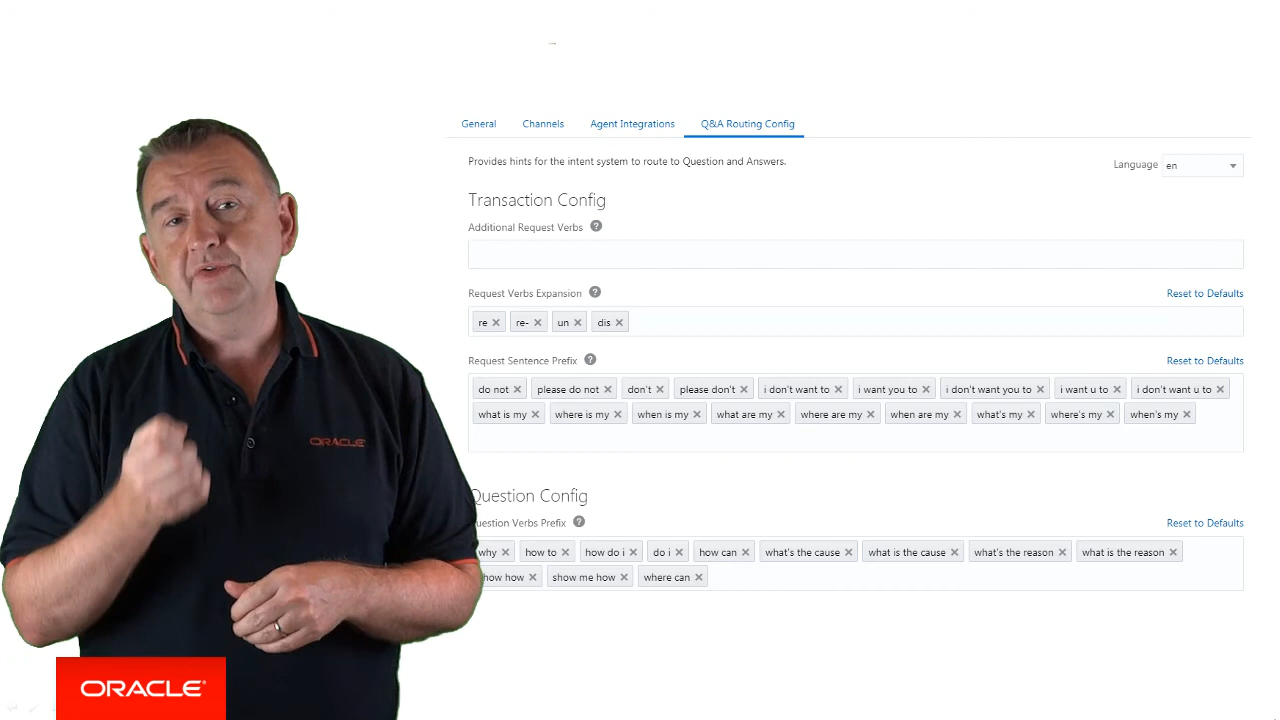 General Channels Agent Integrations Q&A Routing Config
Provides hints for the intent system to route to Question and Answers.
Language en
Transaction Config
Additional Request Verbs ?
Request Verbs Expansion ? Reset to Defaults
re × re- × un × dis ×
Request Sentence Prefix ? Reset to Defaults
do not × please do not × don't × please don't × i don't want to × i want you to × i don't want you to × i want u to × i don't want u to ×
what is my × where is my × when is my × what are my × where are my × when are my × what's my × where's my × when's my ×
Question Config
uestion Verbs Prefix ? Reset to Defaults
why × how to × how do i × do i × how can × what's the cause × what is the cause × what's the reason × what is the reason ×
how how × show me how × where can ×
ORACLE
ORACLE